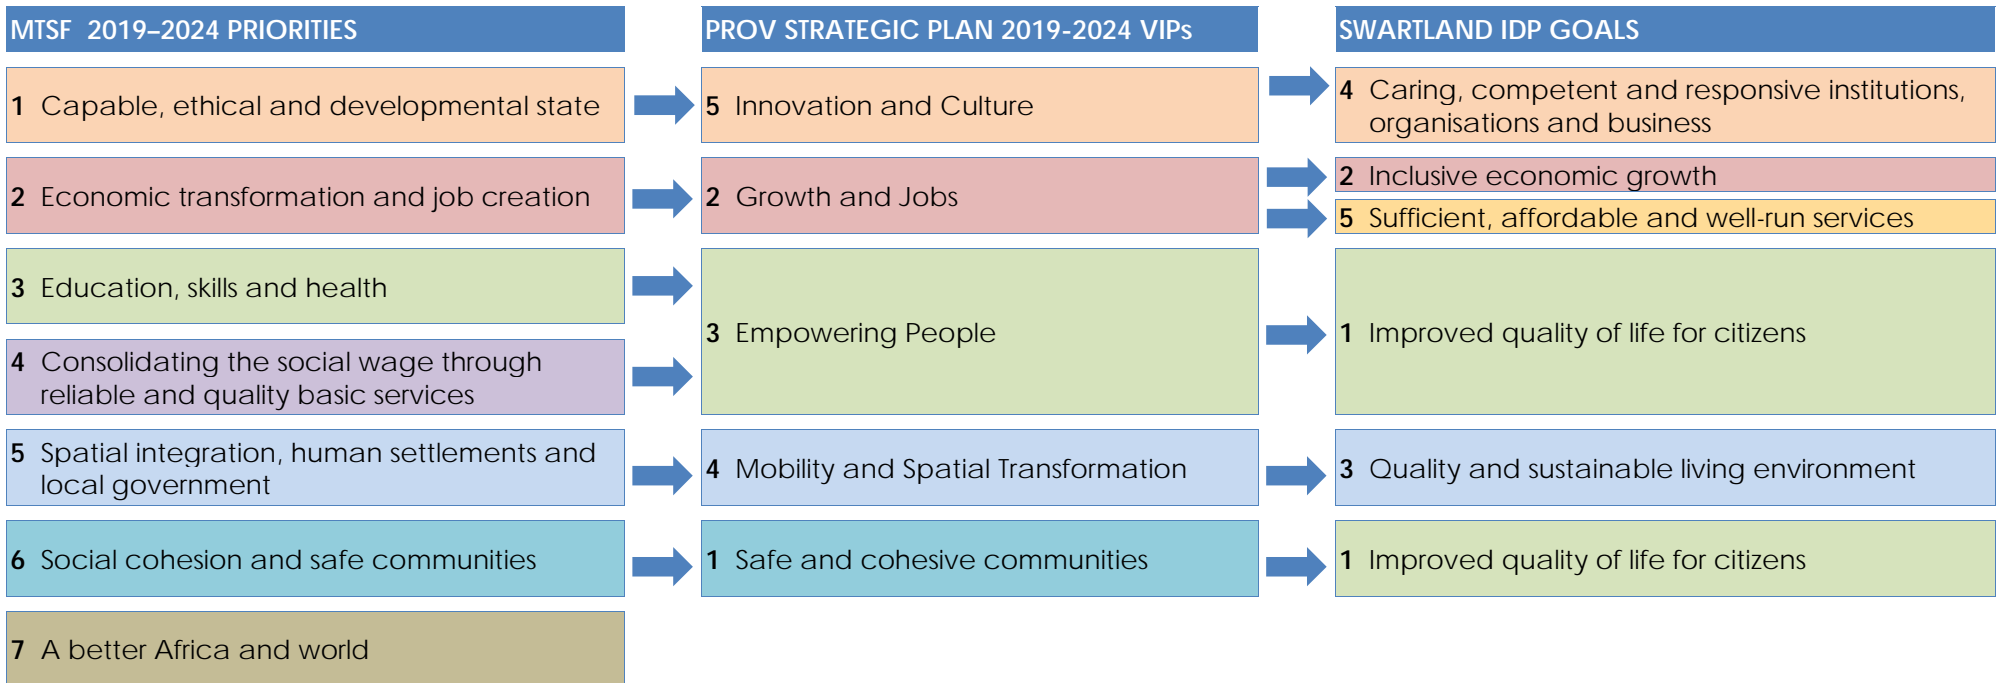 MTSF 2019–2024 PRIORITIES
PROV STRATEGIC PLAN 2019-2024 VIPs
SWARTLAND IDP GOALS
1 Capable, ethical and developmental state
5 Innovation and Culture
4 Caring, competent and responsive institutions,
organisations and business
2 Economic transformation and job creation
2 Growth and Jobs
2 Inclusive economic growth
5 Sufficient, affordable and well-run services
3 Education, skills and health
3 Empowering People
1 Improved quality of life for citizens
4 Consolidating the social wage through
reliable and quality basic services
5 Spatial integration, human settlements and
local government
4 Mobility and Spatial Transformation
3 Quality and sustainable living environment
6 Social cohesion and safe communities
1 Safe and cohesive communities
1 Improved quality of life for citizens
7 A better Africa and world